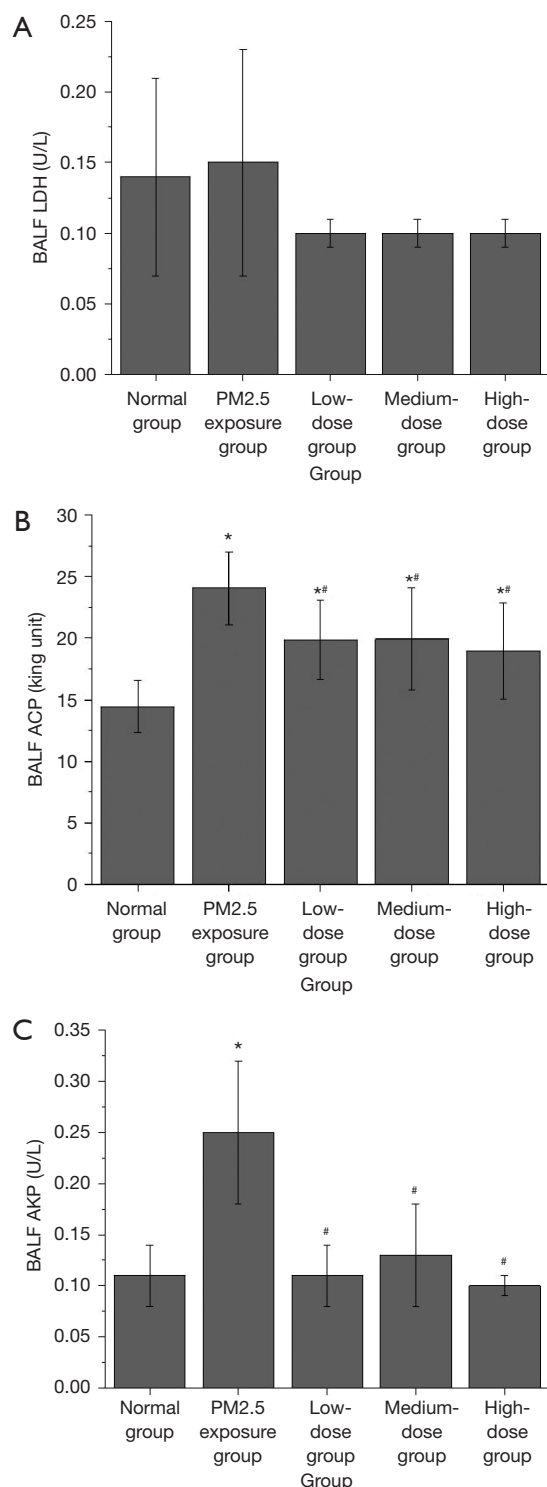 A
BALF LDH (U/L)
0.25
0.20
0.15
0.10
0.05
0.00
Normal PM2.5 Low- Medium- High-
group exposure dose dose group dose
group group group
Group
B
BALF ACP (king unit)
30
25
20
15
10
5
0
*
*#
*#
*#
Normal PM2.5 Low- Medium- High-
group exposure dose group dose group dose group
group
Group
C
BALF AKP (U/L)
0.35
0.30
0.25
0.20
0.15
0.10
0.05
0.00
*
#
#
#
Normal PM2.5 Low- Medium- High-
group exposure dose group dose group dose group
group
Group